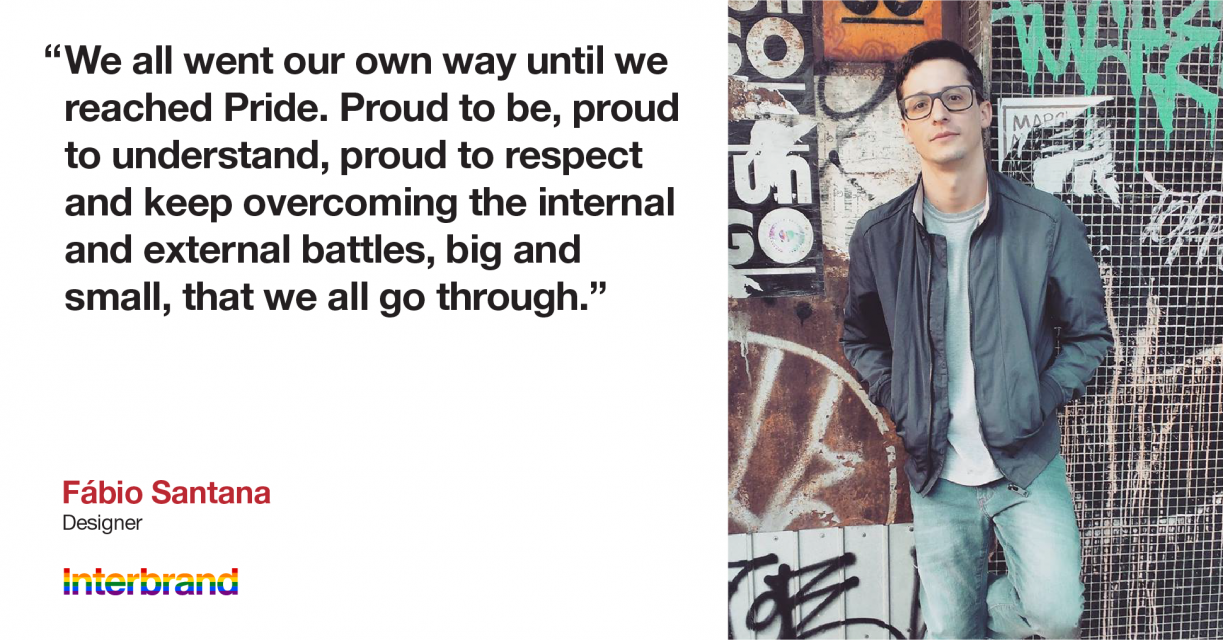 “We all went our own way until we
reached Pride. Proud to be, proud
to understand, proud to respect
and keep overcoming the internal
and external battles, big and
small, that we all go through.”
Fábio Santana
Designer
Interbrand